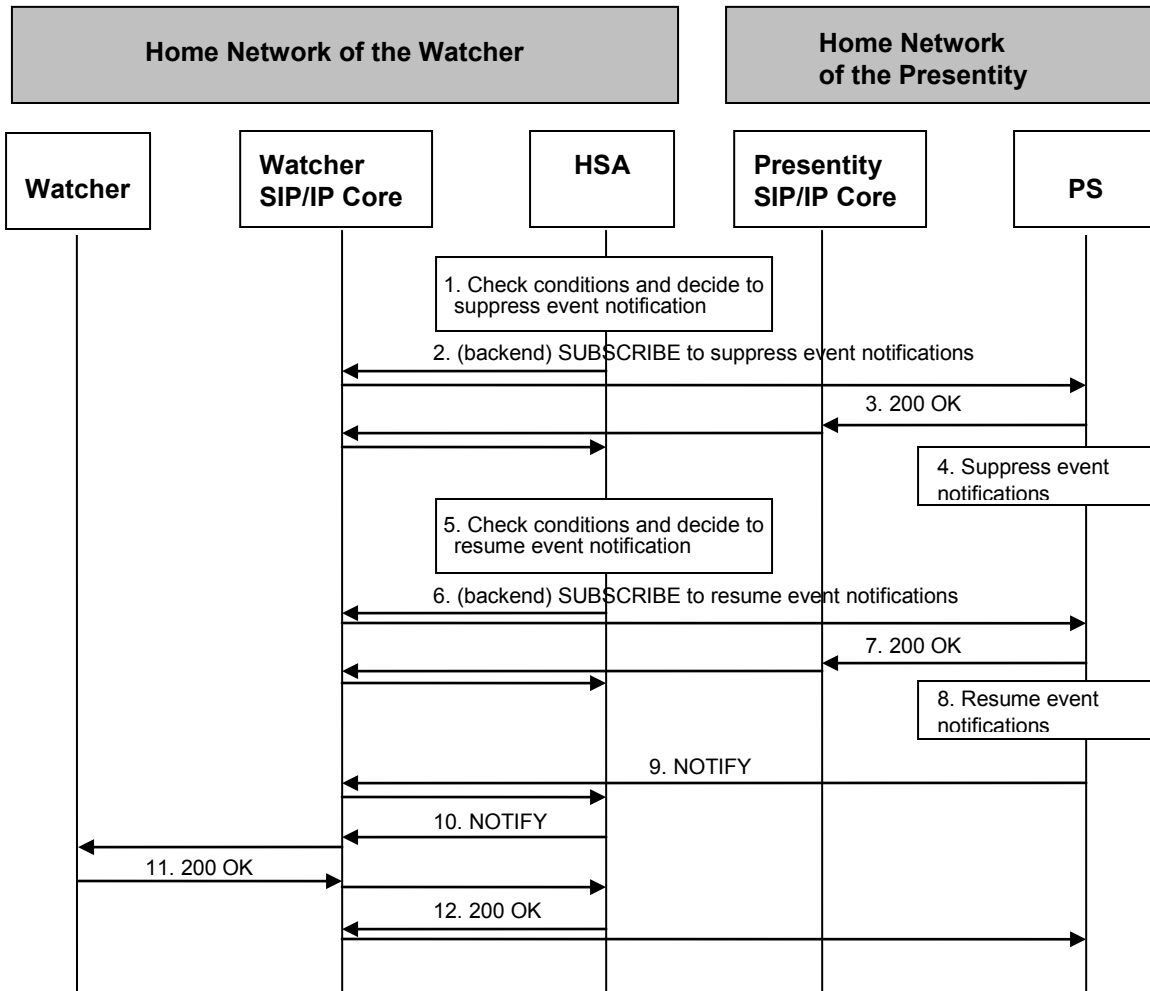 Home Network of the Watcher
Home Network
of the Presentity
Watcher
Watcher
SIP/IP Core
HSA
Presentity
SIP/IP Core
PS
1. Check conditions and decide to
suppress event notification
2. (backend) SUBSCRIBE to suppress event notifications
3. 200 OK
4. Suppress event
notifications
5. Check conditions and decide to
resume event notification
6. (backend) SUBSCRIBE to resume event notifications
7. 200 OK
8. Resume event
notifications
9. NOTIFY
10. NOTIFY
11. 200 OK
12. 200 OK